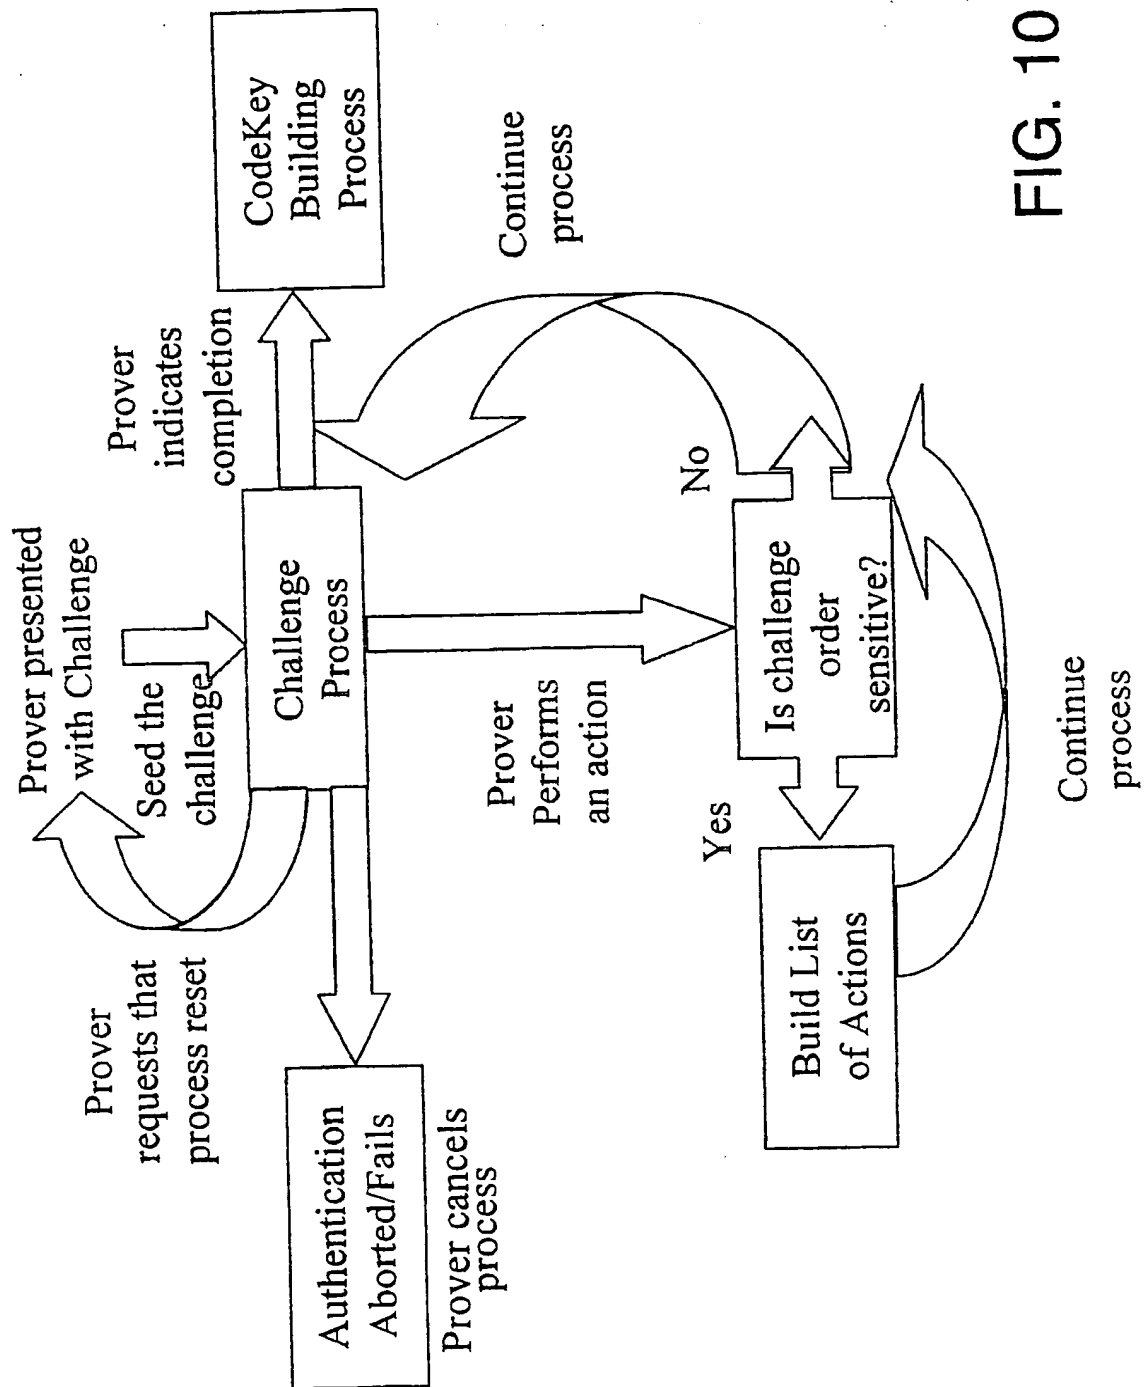 Prover presented
with Challenge
Seed the
challenge
Prover
requests that
process reset
Prover
indicates
completion
Challenge
Process
CodeKey
Building
Process
Authentication
Aborted/Fails
Prover cancels
process
Prover
Performs
an action
Continue
process
Yes
No
Is challenge
order
sensitive?
Build List
of Actions
Continue
process
FIG. 10